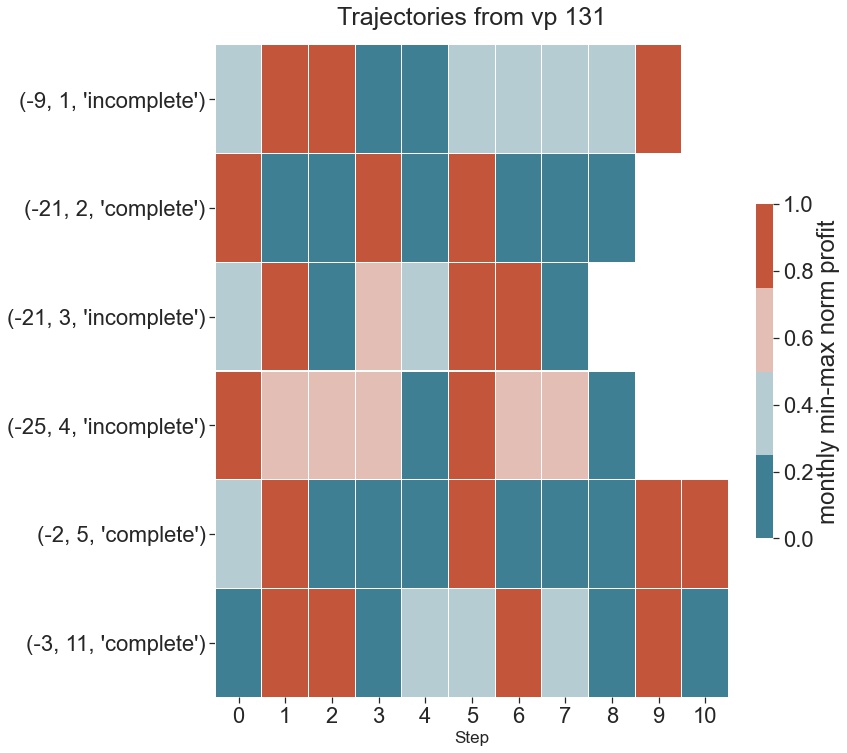 Trajectories from vp 131
(-9, 1, 'incomplete')
(-21, 2, 'complete')
(-21, 3, 'incomplete')
(-25, 4, 'incomplete')
(-2, 5, 'complete')
(-3, 11, 'complete')
0 1 2 3 4 5 6 7 8 9 10
Step
1.0
0.8
0.6
0.4
0.2
0.0
monthly min-max norm profit